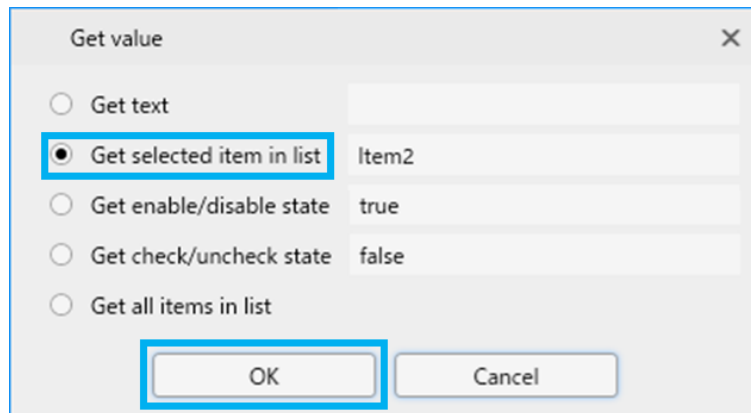 Get value
Get text
Get selected item in list Item2
Get enable/disable state true
Get check/uncheck state false
Get all items in list
OK Cancel